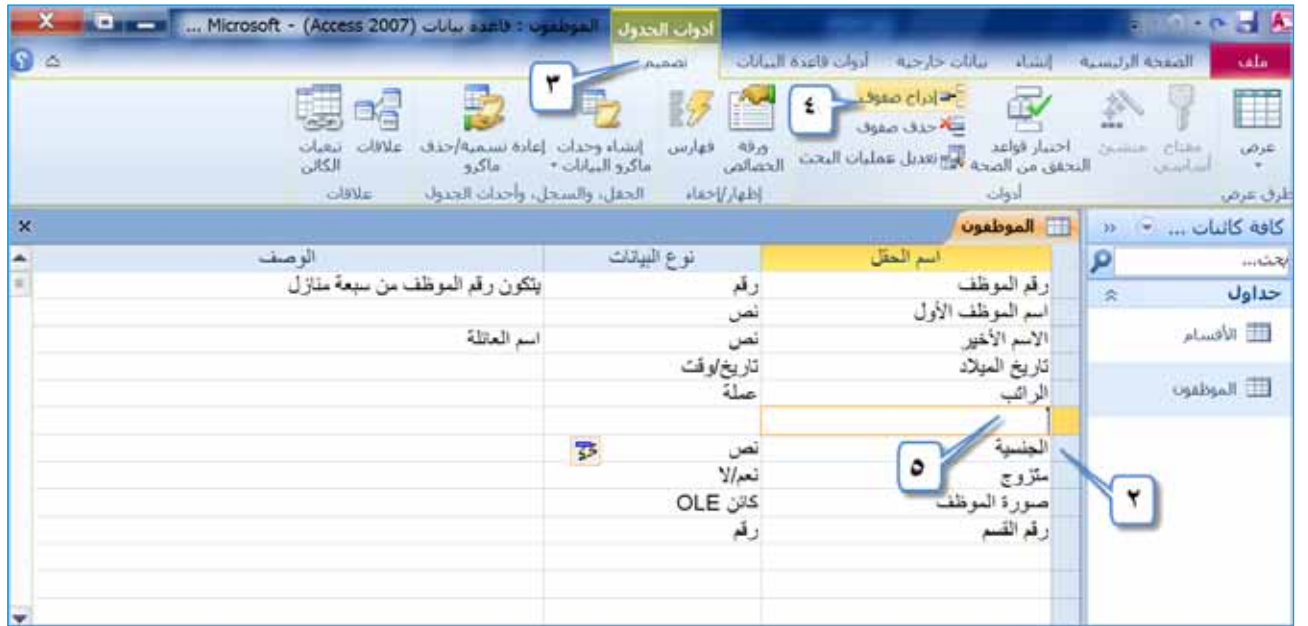 أدوات الجدول الموظفون : قاعدة بيانات (Access 2007) - Microsoft ...
ملف الصفحة الرئيسية إنشاء بيانات خارجية أدوات قاعدة البيانات تصميم
٣
٤
عرض
مفتاح أساسي
منشئ
اختبار قواعد التحقق من الصحة
إدراج صفوف
حذف صفوف
تعديل عمليات البحث
ورقة الخصائص
فهارس
إنشاء وحدات ماكرو البيانات
إعادة تسمية/حذف ماكرو
علاقات
تبعيات الكائن
طرق عرض أدوات إظهار/إخفاء الحقل، والسجل، وأحداث الجدول علاقات
كافة كائنات ...
بحث...
جداول
الأقسام
الموظفون
الموظفون
اسم الحقل نوع البيانات الوصف
رقم الموظف رقم يتكون رقم الموظف من سبعة منازل
اسم الموظف الأول نص
الاسم الأخير نص اسم العائلة
تاريخ الميلاد تاريخ/وقت
الراتب عملة
الجنسية نص
متزوج نعم/لا
صورة الموظف كائن OLE
رقم القسم رقم
٥
٢